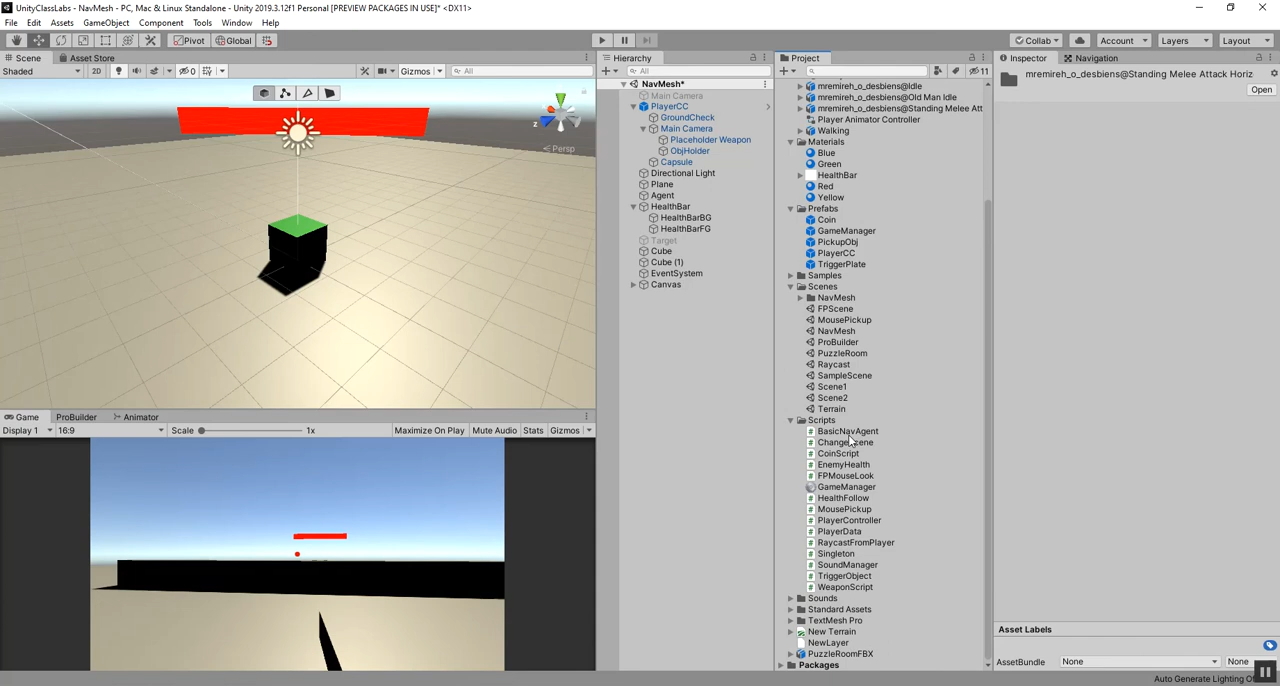 UnityClassLabs - NavMesh - PC, Mac & Linux Standalone - Unity 2019.3.12f1 Personal [PREVIEW PACKAGES IN USE]* <DX11>
File Edit Assets GameObject Component Tools Window Help
Pivot Global Collab Account Layers Layout
Scene Asset Store
Shaded 2D 0 Gizmos All
z Persp
Game ProBuilder Animator
Display 1 16:9 Scale 1x Maximize On Play Mute Audio Stats Gizmos
Hierarchy
All
NavMesh*
Main Camera
PlayerCC
GroundCheck
Main Camera
Placeholder Weapon
ObjHolder
Capsule
Directional Light
Plane
Agent
HealthBar
HealthBarBG
HealthBarFG
Target
Cube
Cube (1)
EventSystem
Canvas
Project
11
mremireh_o_desbiens@Idle
mremireh_o_desbiens@Old Man Idle
mremireh_o_desbiens@Standing Melee Att
Player Animator Controller
Walking
Materials
Blue
Green
HealthBar
Red
Yellow
Prefabs
Coin
GameManager
PickupObj
PlayerCC
TriggerPlate
Samples
Scenes
NavMesh
FPScene
MousePickup
NavMesh
ProBuilder
PuzzleRoom
Raycast
SampleScene
Scene1
Scene2
Terrain
Scripts
BasicNavAgent
ChangeScene
CoinScript
EnemyHealth
FPMouseLook
GameManager
HealthFollow
MousePickup
PlayerController
PlayerData
RaycastFromPlayer
Singleton
SoundManager
TriggerObject
WeaponScript
Sounds
Standard Assets
TextMesh Pro
New Terrain
NewLayer
PuzzleRoomFBX
Packages
Inspector Navigation
mremireh_o_desbiens@Standing Melee Attack Horiz
Open
Asset Labels
AssetBundle None None
Auto Generate Lighting O